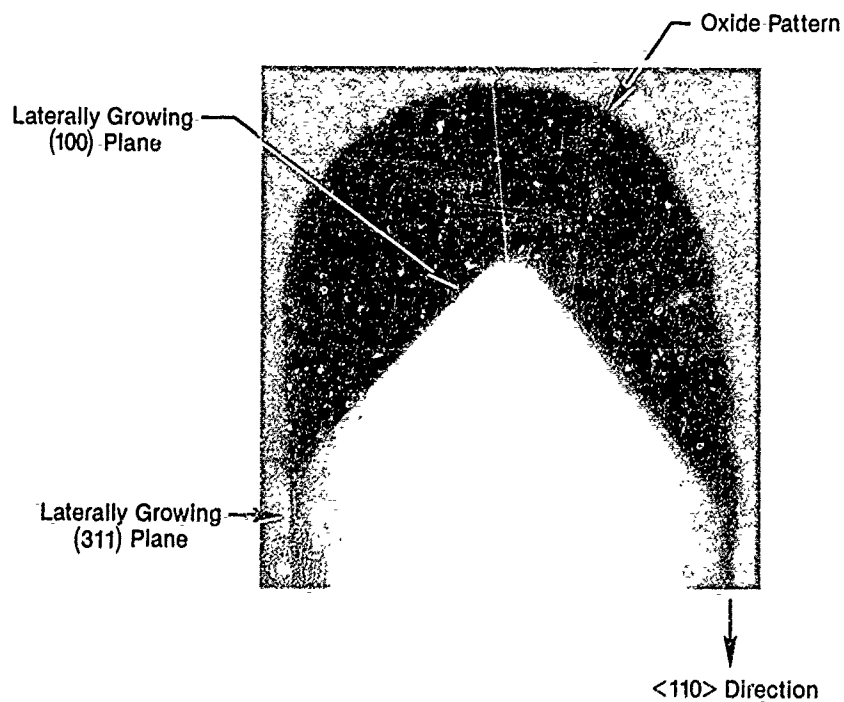 Oxide Pattern
Laterally Growing
(100) Plane
Laterally Growing
(311) Plane
<110> Direction